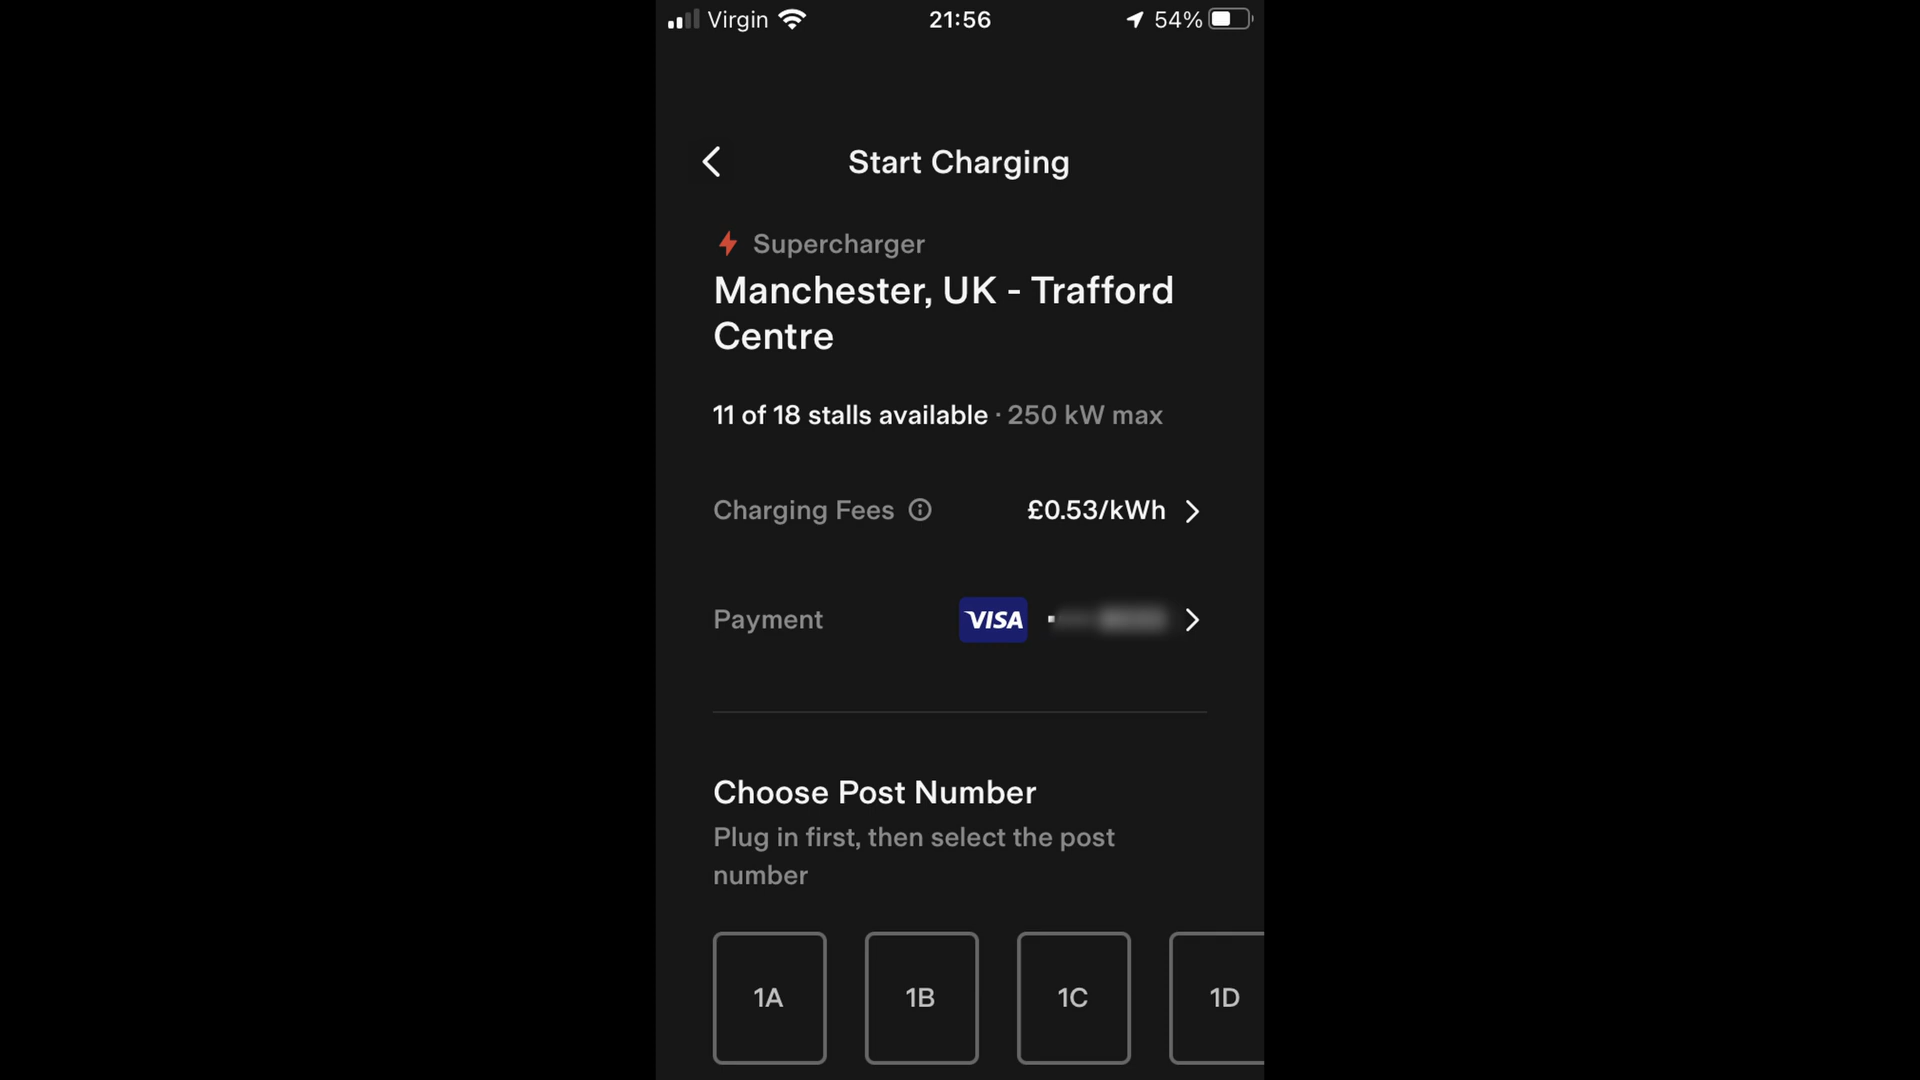 Virgin 21:56 54%
Start Charging
Supercharger
Manchester, UK - Trafford
Centre
11 of 18 stalls available · 250 kW max
Charging Fees £0.53/kWh
Payment VISA
Choose Post Number
Plug in first, then select the post
number
1A 1B 1C 1D